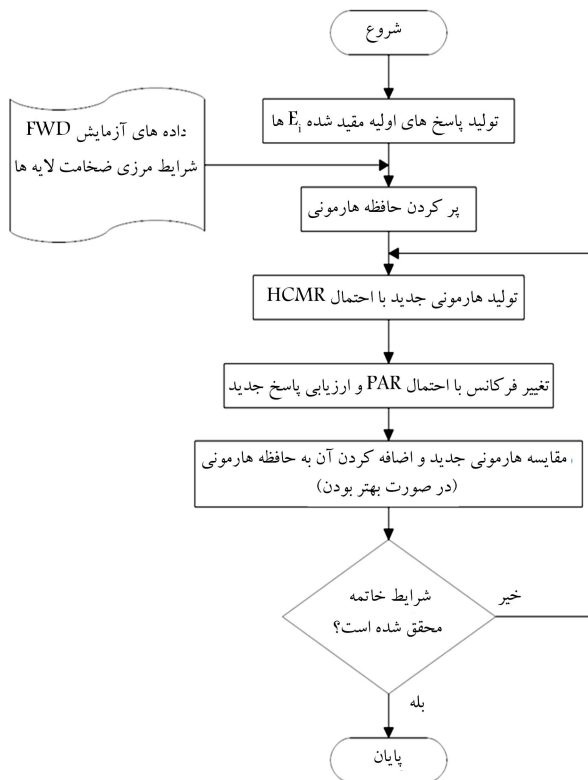 شروع
تولید پاسخ های اولیه مقید شده Ei ها
داده های آزمایش FWD
شرایط مرزی ضخامت لایه ها
پر کردن حافظه هارمونی
تولید هارمونی جدید با احتمال HCMR
تغییر فرکانس با احتمال PAR و ارزیابی پاسخ جدید
مقایسه هارمونی جدید و اضافه کردن آن به حافظه هارمونی
(در صورت بهتر بودن)
شرایط خاتمه
محقق شده است؟
خیر
بله
پایان